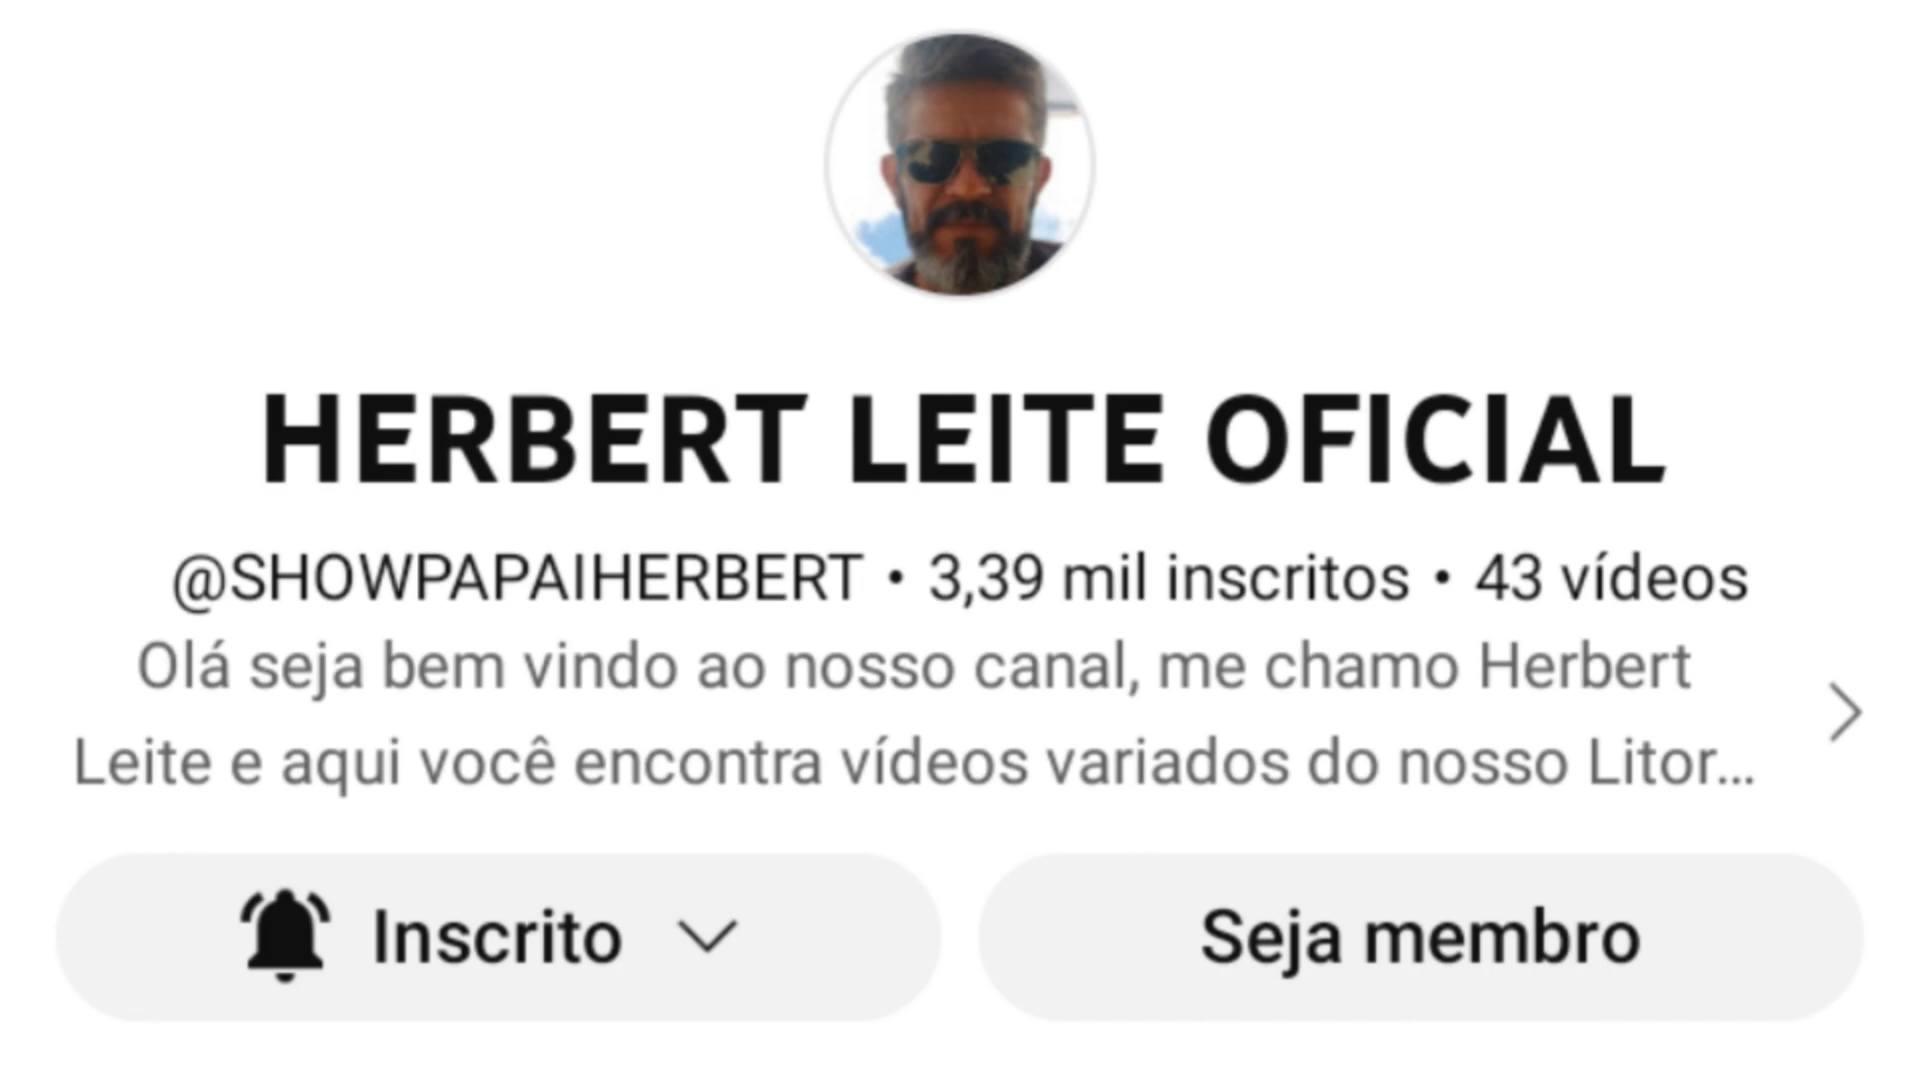 HERBERT LEITE OFICIAL
@SHOWPAPAIHERBERT • 3,39 mil inscritos • 43 vídeos
Olá seja bem vindo ao nosso canal, me chamo Herbert
Leite e aqui você encontra vídeos variados do nosso Litor...
Inscrito
Seja membro